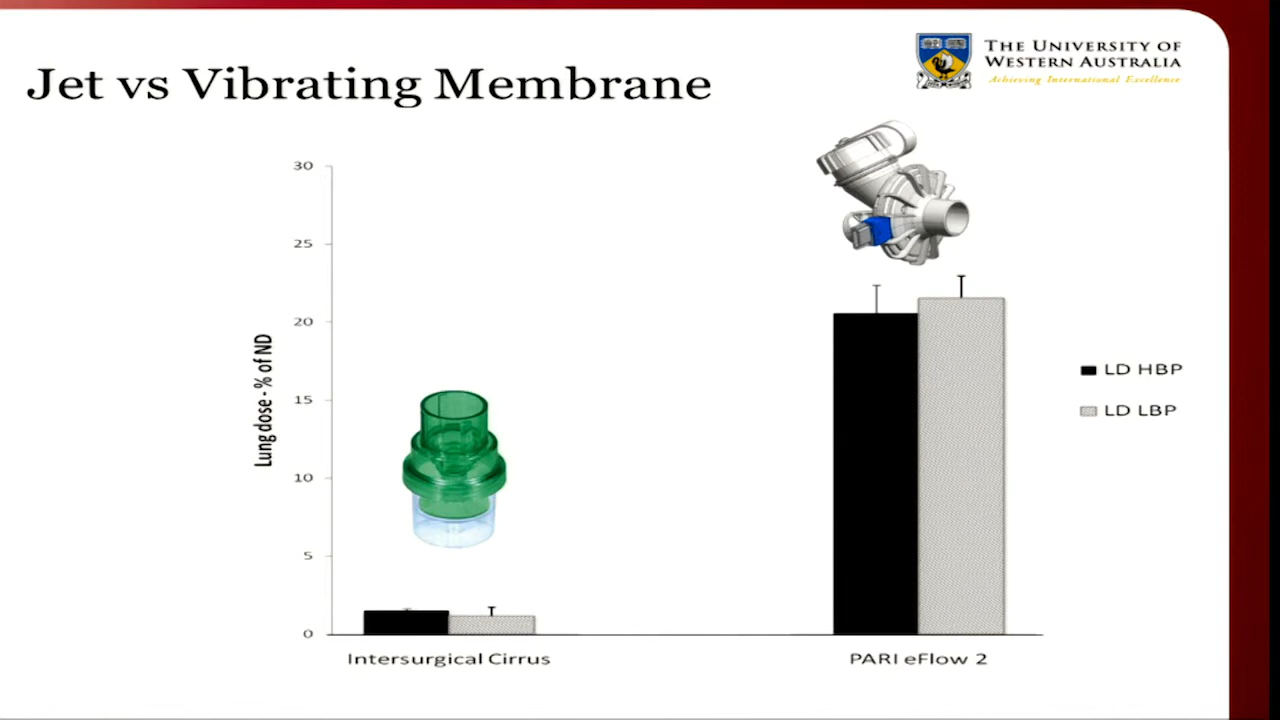 Jet vs Vibrating Membrane
THE UNIVERSITY OF
WESTERN AUSTRALIA
Achieving International Excellence
30
25
20
15
10
5
0
Lung dose - % of ND
LD HBP
LD LBP
Intersurgical Cirrus
PARI eFlow 2